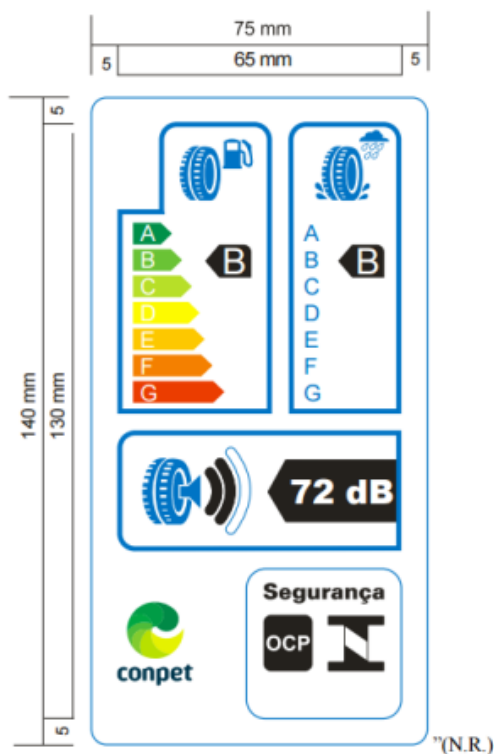 75 mm
5 65 mm 5
5
140 mm
130 mm
A
B
C
D
E
F
G
B
A
B
C
D
E
F
G
B
72 dB
conpet
Segurança
OCP
5
”(N.R.)